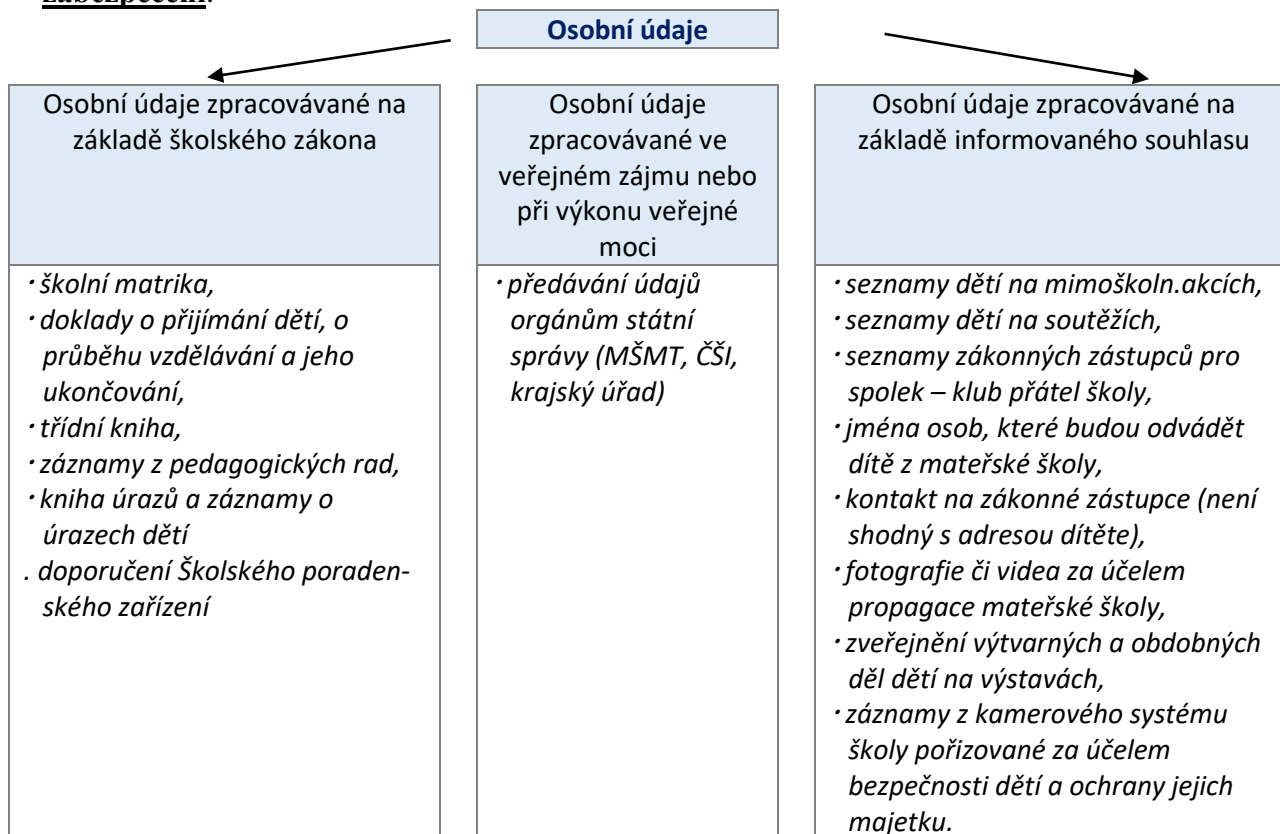 zabezpečení:
Osobní údaje
Osobní údaje zpracovávané na
základě školského zákona
Osobní údaje
zpracovávané ve
veřejném zájmu nebo
při výkonu veřejné
moci
Osobní údaje zpracovávané na
základě informovaného souhlasu
· školní matrika,
· doklady o přijímání dětí, o
průběhu vzdělávání a jeho
ukončování,
· třídní kniha,
· záznamy z pedagogických rad,
· kniha úrazů a záznamy o
úrazech dětí
. doporučení Školského poraden-
ského zařízení
· předávání údajů
orgánům státní
správy (MŠMT, ČŠI,
krajský úřad)
· seznamy dětí na mimoškoln.akcích,
· seznamy dětí na soutěžích,
· seznamy zákonných zástupců pro
spolek – klub přátel školy,
· jména osob, které budou odvádět
dítě z mateřské školy,
· kontakt na zákonné zástupce (není
shodný s adresou dítěte),
· fotografie či videa za účelem
propagace mateřské školy,
· zveřejnění výtvarných a obdobných
děl dětí na výstavách,
· záznamy z kamerového systému
školy pořizované za účelem
bezpečnosti dětí a ochrany jejich
majetku.